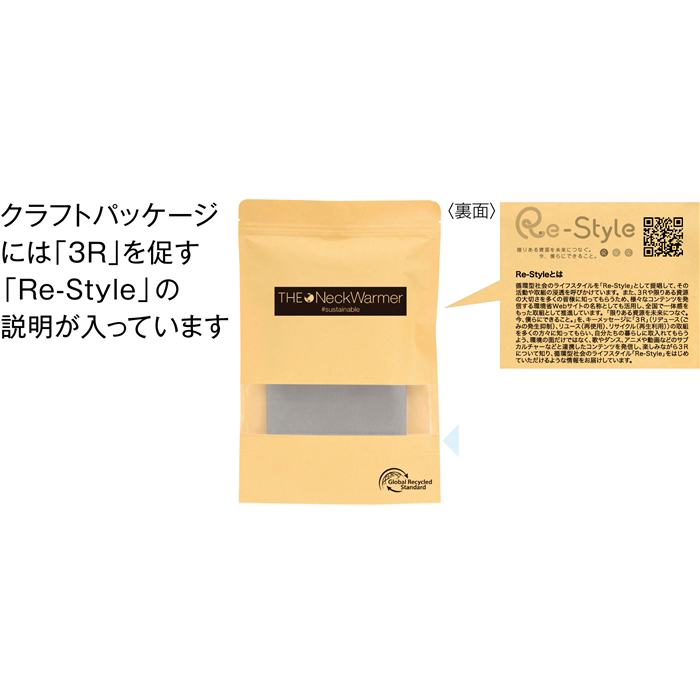 クラフトパッケージ
には「3R」を促す
「Re-Style」の
説明が入っています
THE NeckWarmer
#sustainable
Global Recycled
Standard
〈裏面〉
Re-Style
限りある資源を未来につなぐ。
今、僕らにできること。
Re-Styleとは
循環型社会のライフスタイルを「Re-Style」として提唱して、その
活動や取組の浸透を呼びかけています。また、3Rや限りある資源
の大切さを多くの皆様に知ってもらうため、様々なコンテンツを発
信する環境省Webサイトの名称としても活用し、全国で一体感を
もった取組として推進しています。「限りある資源を未来につなぐ。
今、僕らにできること。」を、キーメッセージに「3R」(リデュース(ご
みの発生抑制)、リユース(再使用)、リサイクル(再生利用))の取組
を多くの方々に知ってもらい、自分たちの暮らしに取入れてもらう
よう、環境の面だけではなく、歌やダンス、アニメや動画などのサブ
カルチャーなどと連携したコンテンツを発信し、楽しみながら3R
について知り、循環型社会のライフスタイル「Re-Style」をはじめ
ていただけるような情報をお届けしています。